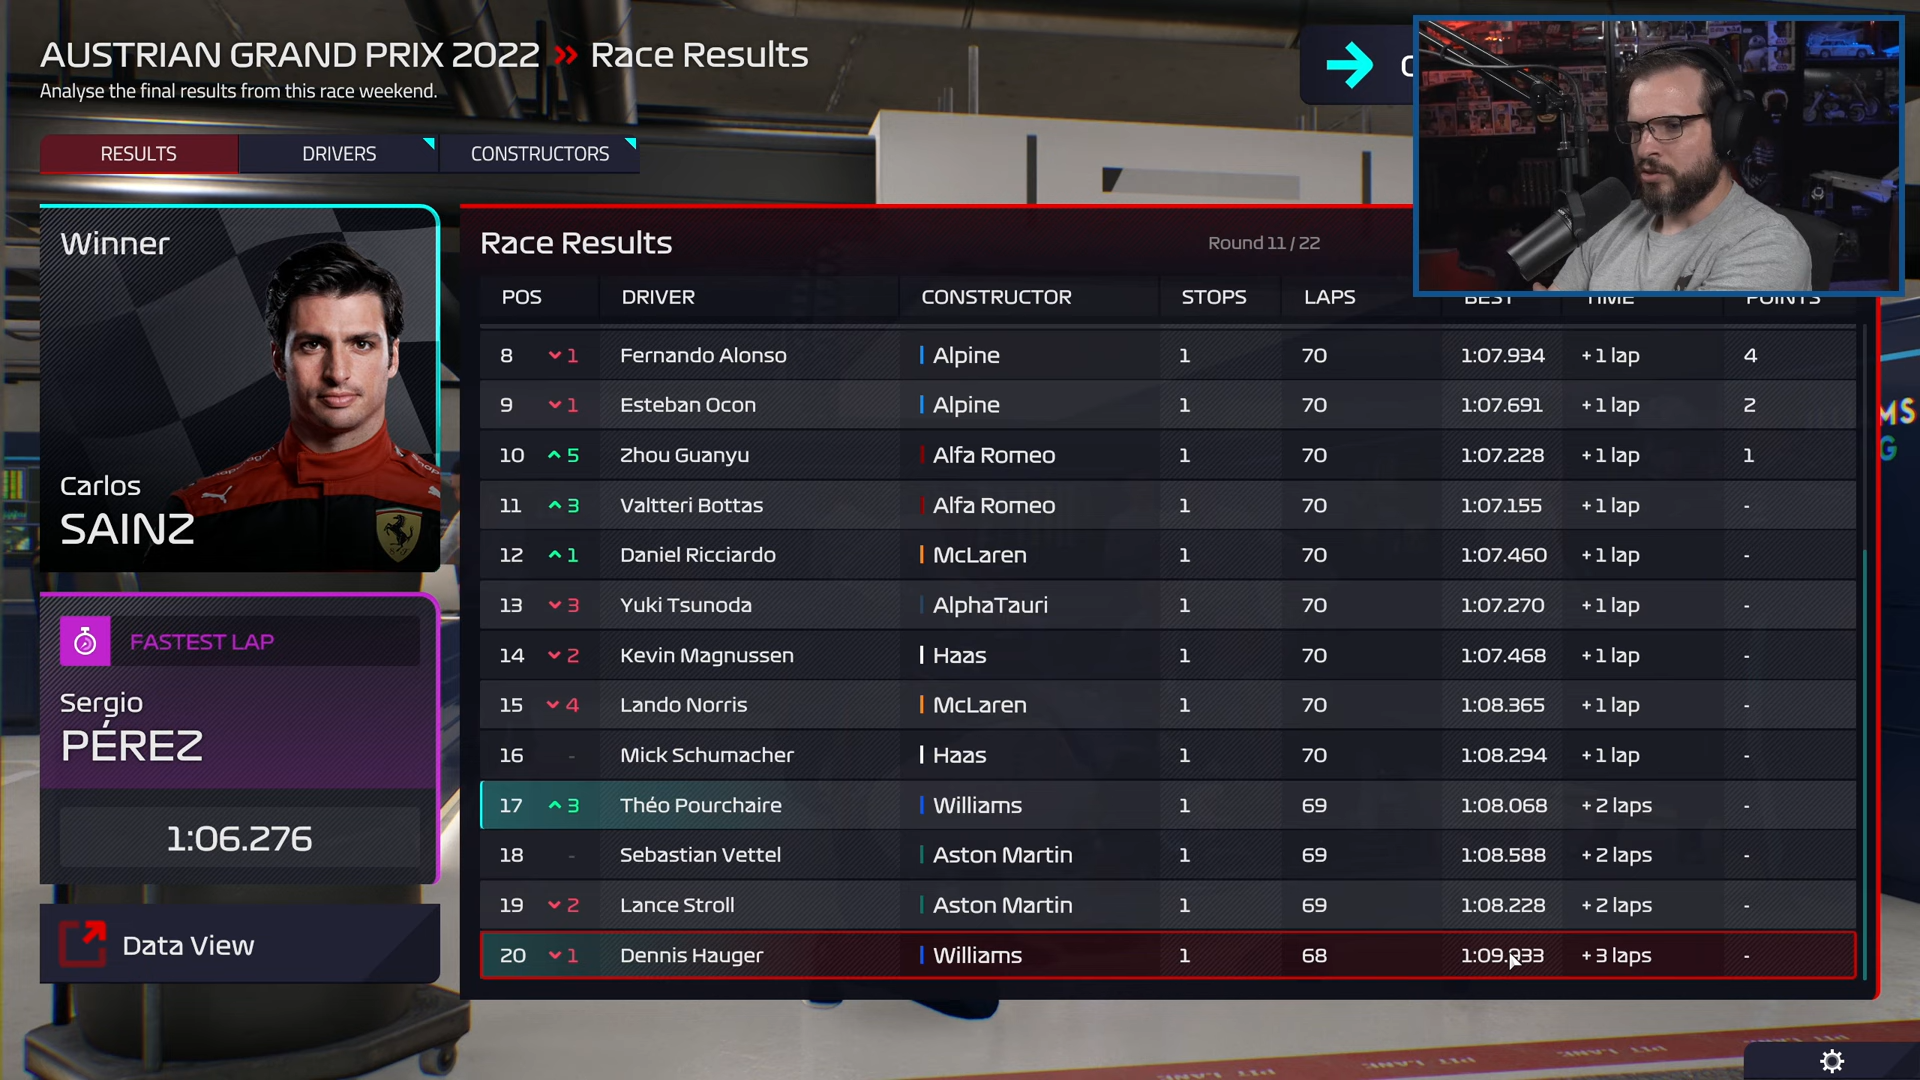 AUSTRIAN GRAND PRIX 2022 » Race Results
Analyse the final results from this race weekend.
RESULTS DRIVERS CONSTRUCTORS
Winner
Carlos
SAINZ
FASTEST LAP
Sergio
PÉREZ
1:06.276
Data View
Race Results Round 11 / 22
POS DRIVER CONSTRUCTOR STOPS LAPS BEST TIME POINTS
8 1 Fernando Alonso Alpine 1 70 1:07.934 + 1 lap 4
9 1 Esteban Ocon Alpine 1 70 1:07.691 + 1 lap 2
10 5 Zhou Guanyu Alfa Romeo 1 70 1:07.228 + 1 lap 1
11 3 Valtteri Bottas Alfa Romeo 1 70 1:07.155 + 1 lap -
12 1 Daniel Ricciardo McLaren 1 70 1:07.460 + 1 lap -
13 3 Yuki Tsunoda AlphaTauri 1 70 1:07.270 + 1 lap -
14 2 Kevin Magnussen Haas 1 70 1:07.468 + 1 lap -
15 4 Lando Norris McLaren 1 70 1:08.365 + 1 lap -
16 - Mick Schumacher Haas 1 70 1:08.294 + 1 lap -
17 3 Théo Pourchaire Williams 1 69 1:08.068 + 2 laps -
18 - Sebastian Vettel Aston Martin 1 69 1:08.588 + 2 laps -
19 2 Lance Stroll Aston Martin 1 69 1:08.228 + 2 laps -
20 1 Dennis Hauger Williams 1 68 + 3 laps -
PIT LANE PIT LANE PIT LANE